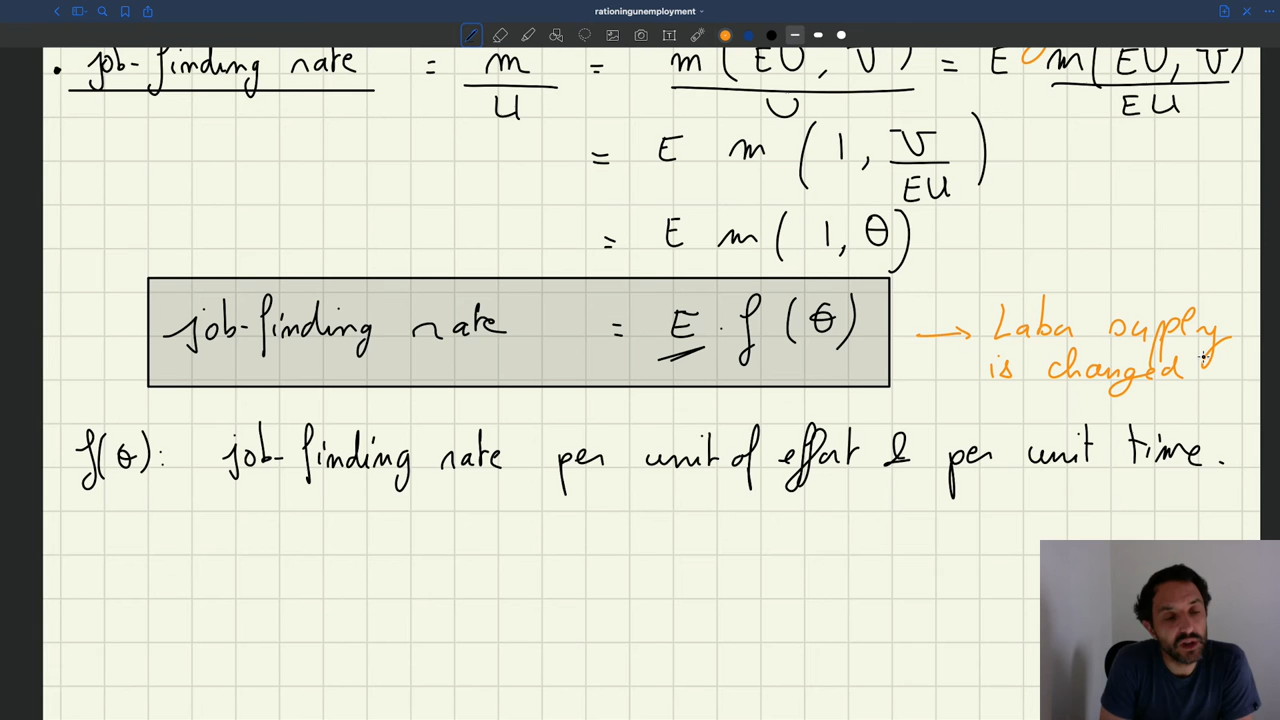 rationingunemployment
• job-finding rate = m/U = m(EU, V)/U = E m(EU, V)/EU
= E m (1, V/EU)
= E m (1, θ)
job-finding rate = E · f(θ) → Labor supply
is changed
f(θ): job-finding rate per unit of effort & per unit time.